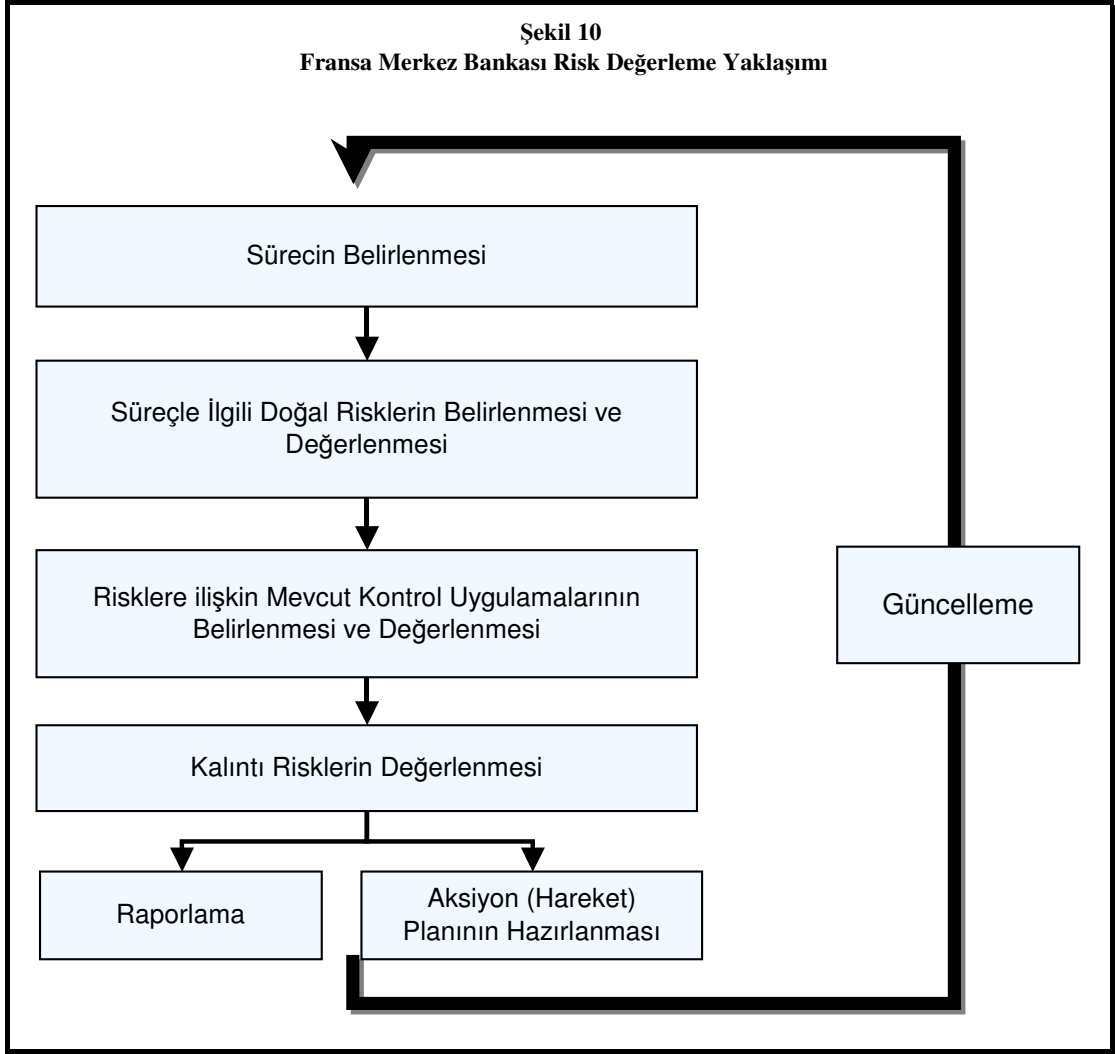 Şekil 10
Fransa Merkez Bankası Risk Değerleme Yaklaşımı
Sürecin Belirlenmesi
Süreçle İlgili Doğal Risklerin Belirlenmesi ve
Değerlenmesi
Risklere ilişkin Mevcut Kontrol Uygulamalarının
Belirlenmesi ve Değerlenmesi
Güncelleme
Kalıntı Risklerin Değerlenmesi
Raporlama
Aksiyon (Hareket)
Planının Hazırlanması